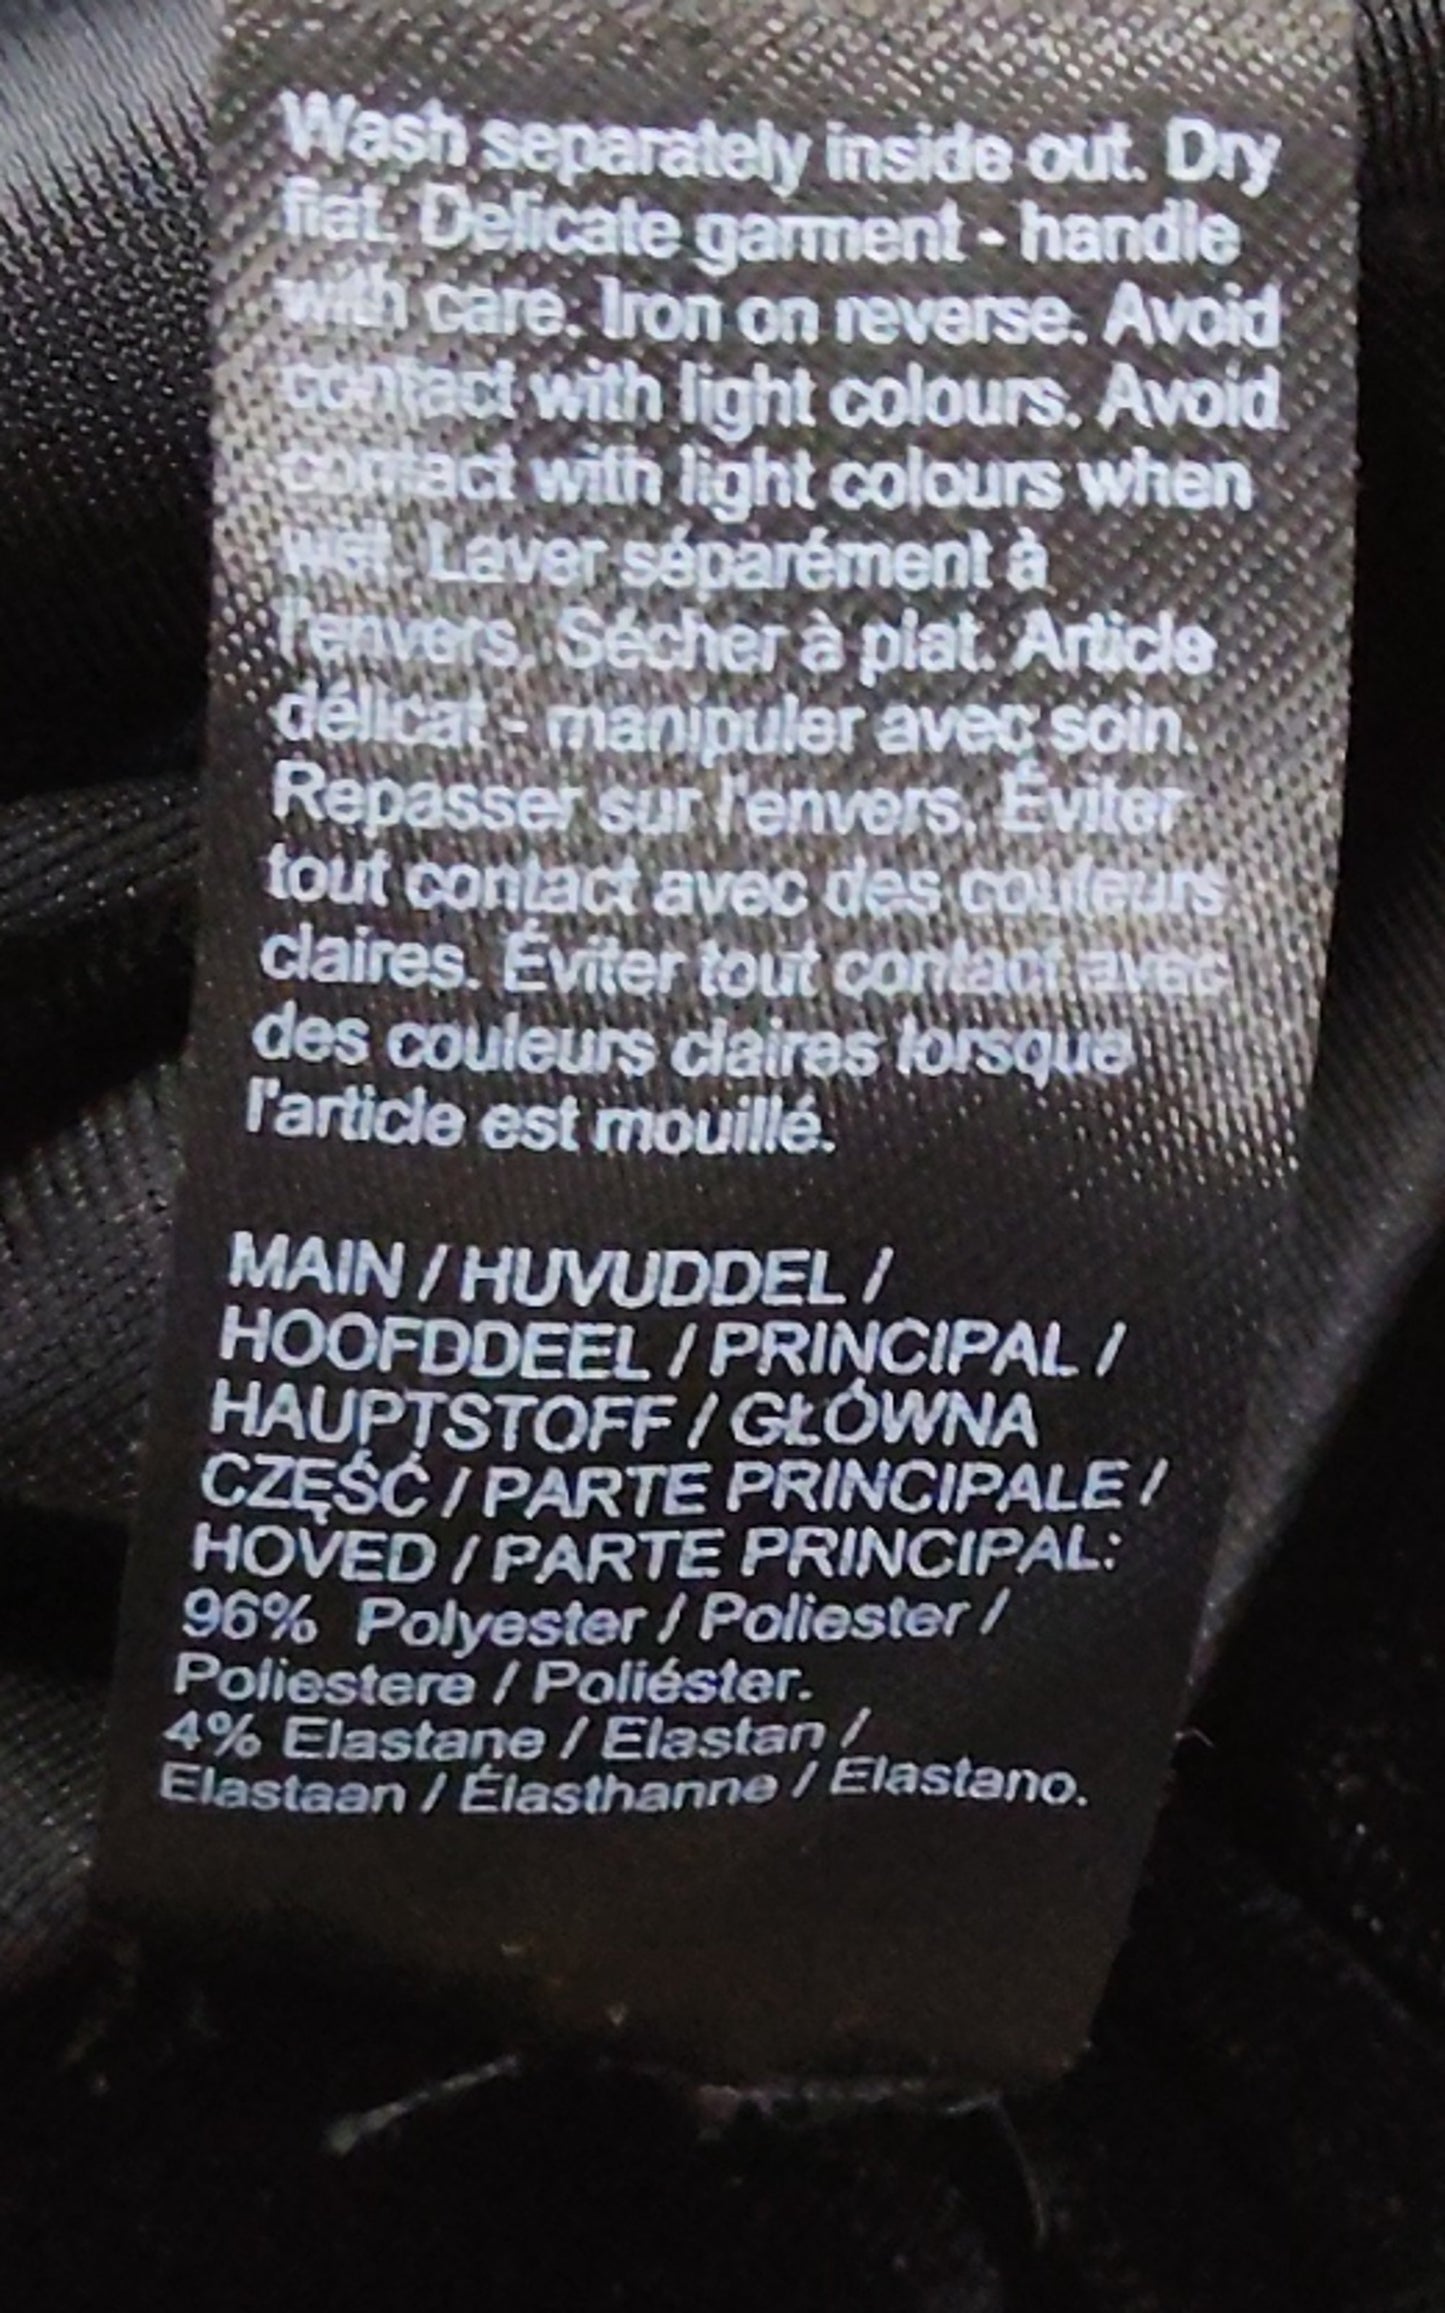 Wash separately inside out. Dry
flat. Delicate garment - handle
with care. Iron on reverse. Avoid
contact with light colours. Avoid
contact with light colours when
wet. Laver séparément à
l'envers. Sécher à plat. Article
délicat - manipuler avec soin.
Repasser sur l'envers. Éviter
tout contact avec des couleurs
claires. Éviter tout contact avec
des couleurs claires lorsque
l'article est mouillé.
MAIN / HUVUDDEL /
HOOFDDEEL / PRINCIPAL /
HAUPTSTOFF / GŁÓWNA
CZĘŚĆ / PARTE PRINCIPALE /
HOVED / PARTE PRINCIPAL:
96% Polyester / Poliester /
Poliestere / Poliéster.
4% Elastane / Elastan /
Elastaan / Élasthanne / Elastano.